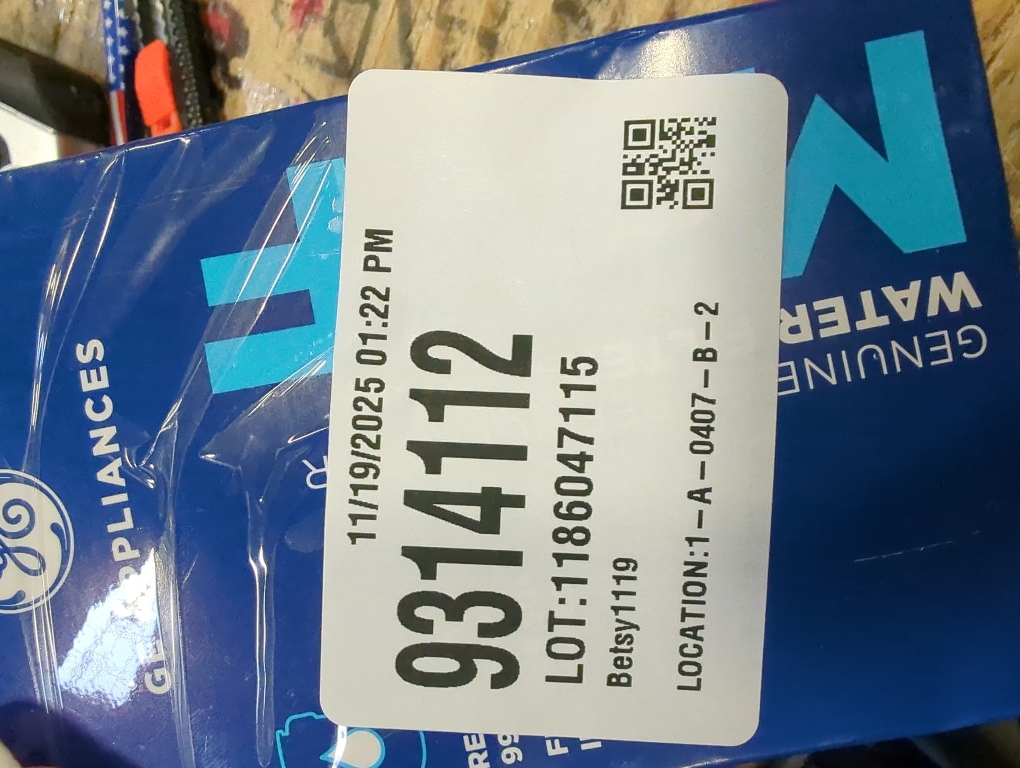 11/19/2025 01:22 PM
9314112
LOT:1186047115
Betsy1119
LOCATION:1-A-0407-B-2
GE APPLIANCES
GENUINE
WATER